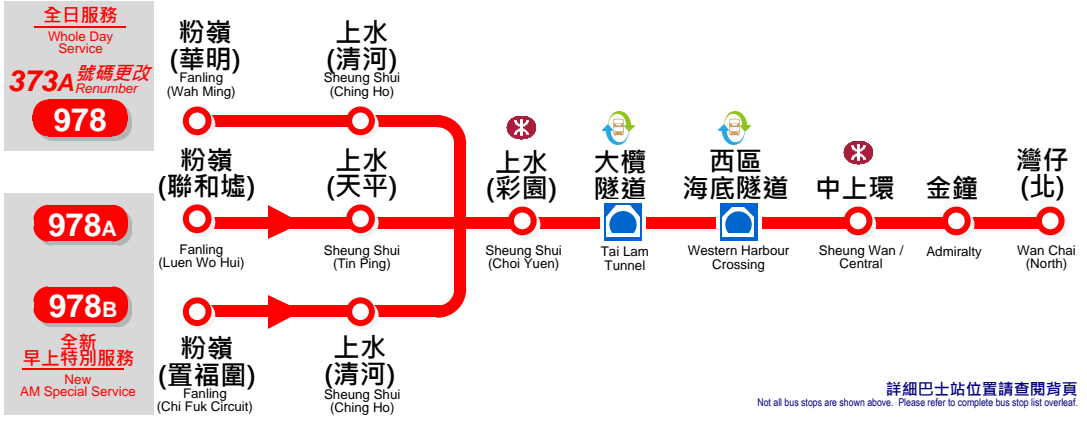 全日服務
Whole Day
Service
373A 號碼更改
Renumber
978
粉嶺
(華明)
Fanling
(Wah Ming)
上水
(清河)
Sheung Shui
(Ching Ho)
978A
粉嶺
(聯和墟)
Fanling
(Luen Wo Hui)
上水
(天平)
Sheung Shui
(Tin Ping)
978B
全新
早上特別服務
New
AM Special Service
粉嶺
(置福圍)
Fanling
(Chi Fuk Circuit)
上水
(清河)
Sheung Shui
(Ching Ho)
上水
(彩園)
Sheung Shui
(Choi Yuen)
大欖
隧道
Tai Lam
Tunnel
西區
海底隧道
Western Harbour
Crossing
中上環
Sheung Wan /
Central
金鐘
Admiralty
灣仔
(北)
Wan Chai
(North)
詳細巴士站位置請查閱背頁
Not all bus stops are shown above. Please refer to complete bus stop list overleaf.